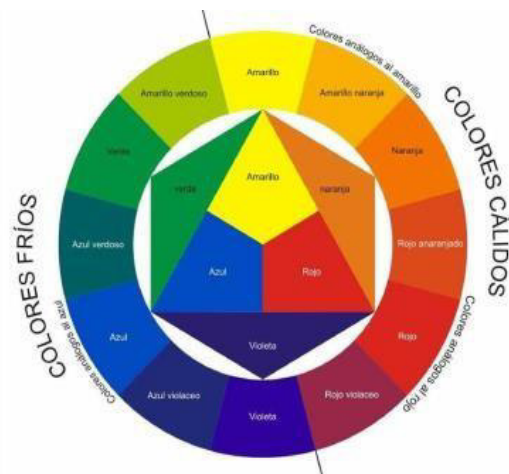 Amarillo
Colores análogos al amarillo
Amarillo verdoso
Amarillo naranja
COLORES CÁLIDOS
Verde
Naranja
verde
Amarillo
naranja
COLORES FRÍOS
Azul verdoso
Rojo anaranjado
Azul
Rojo
Colores análogos al azul
Azul
Rojo
Colores análogos al rojo
Violeta
Azul violaceo
Rojo violaceo
Violeta